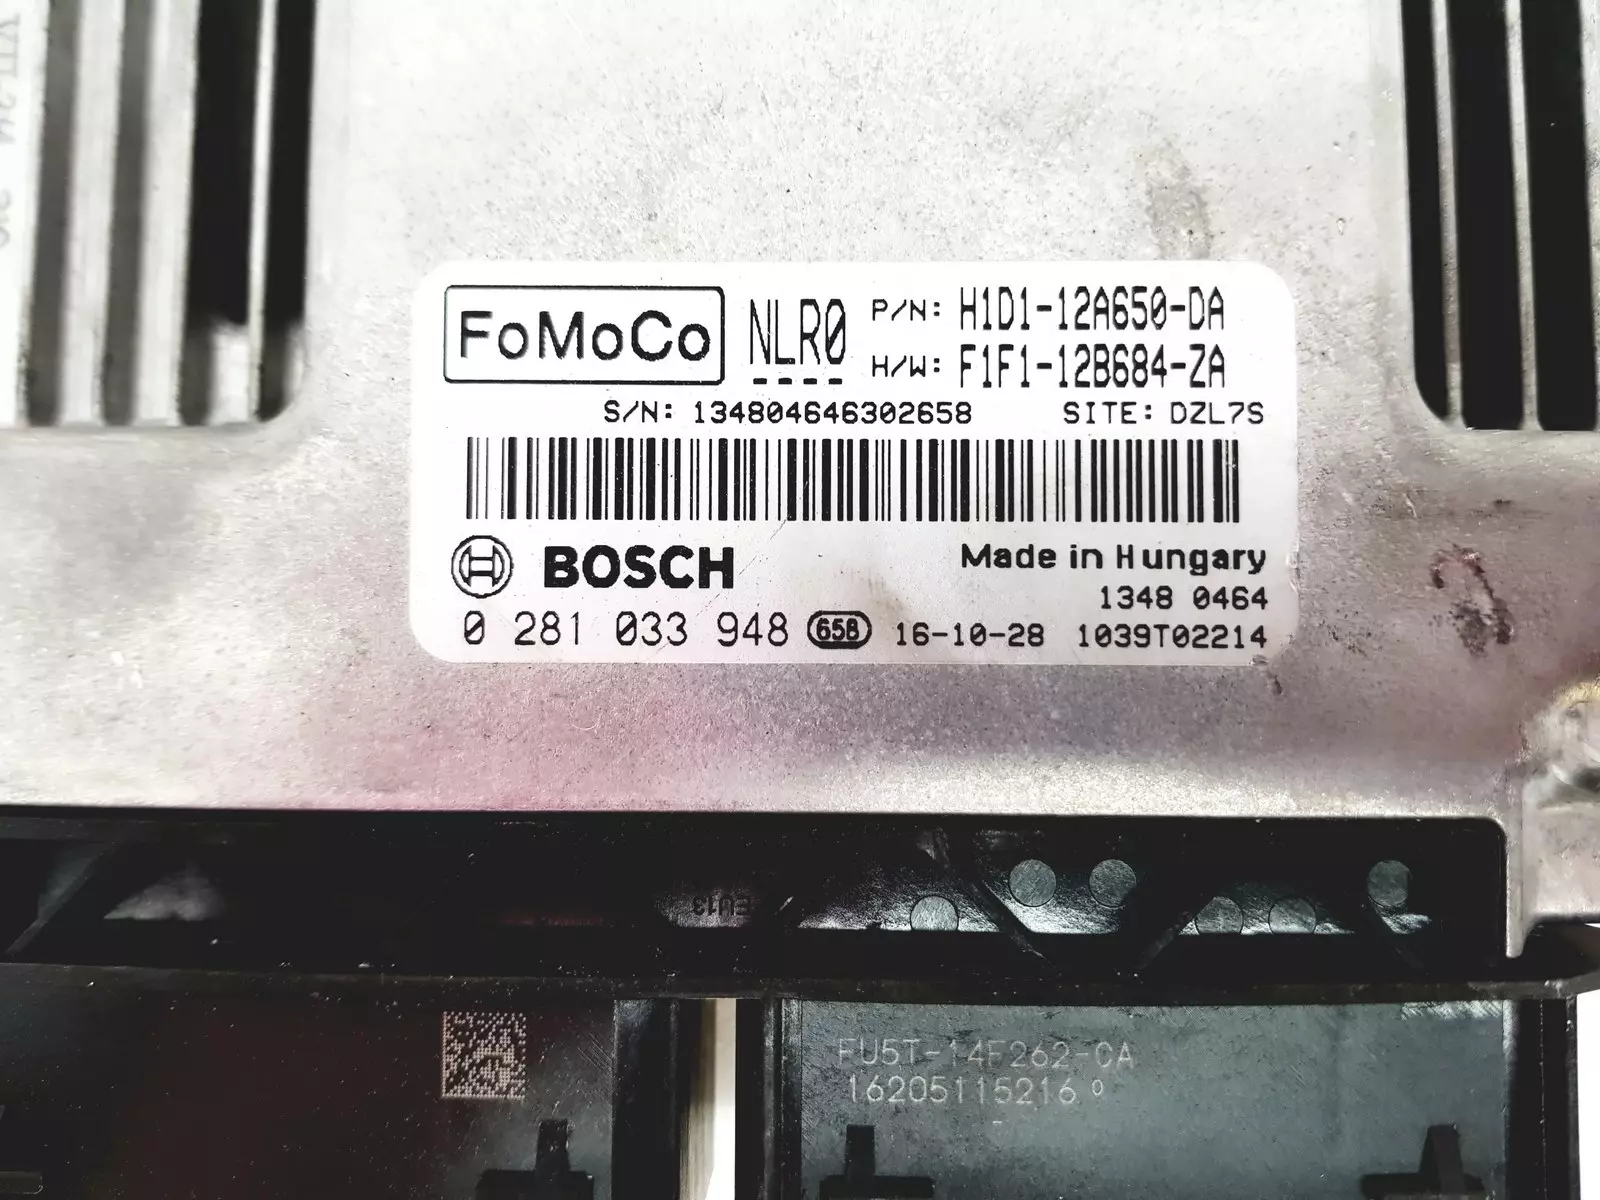 FoMoCo NLR0 P/N: H1D1-12A650-DA
H/W: F1F1-12B684-ZA
S/N: 134804646302658 SITE: DZL7S
BOSCH Made in Hungary
1348 0464
0 281 033 948 658 16-10-28 1039T02214
EU13
FU5T-14F262-CA
16205115216